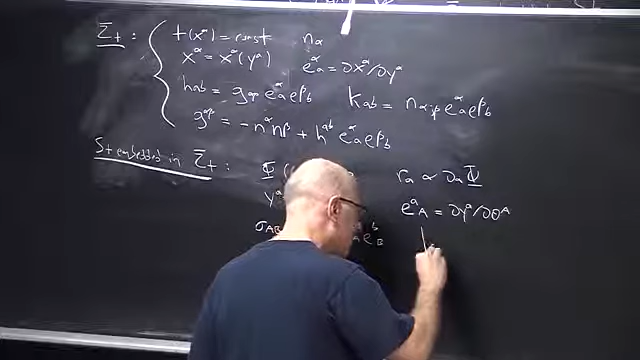 Σ_t : t(x^α) = const n_α
x^α = x^α(y^a) e^α_a = ∂x^α/∂y^a
h_ab = g_αβ e^α_a e^β_b K_ab = n_α;β e^α_a e^β_b
g^αβ = -n^α n^β + h^ab e^α_a e^β_b
S_t embedded in Σ_t : Φ( r_a ∝ ∂_a Φ
y^a e^a_A = ∂y^a/∂θ^A
σ_AB e^b_B